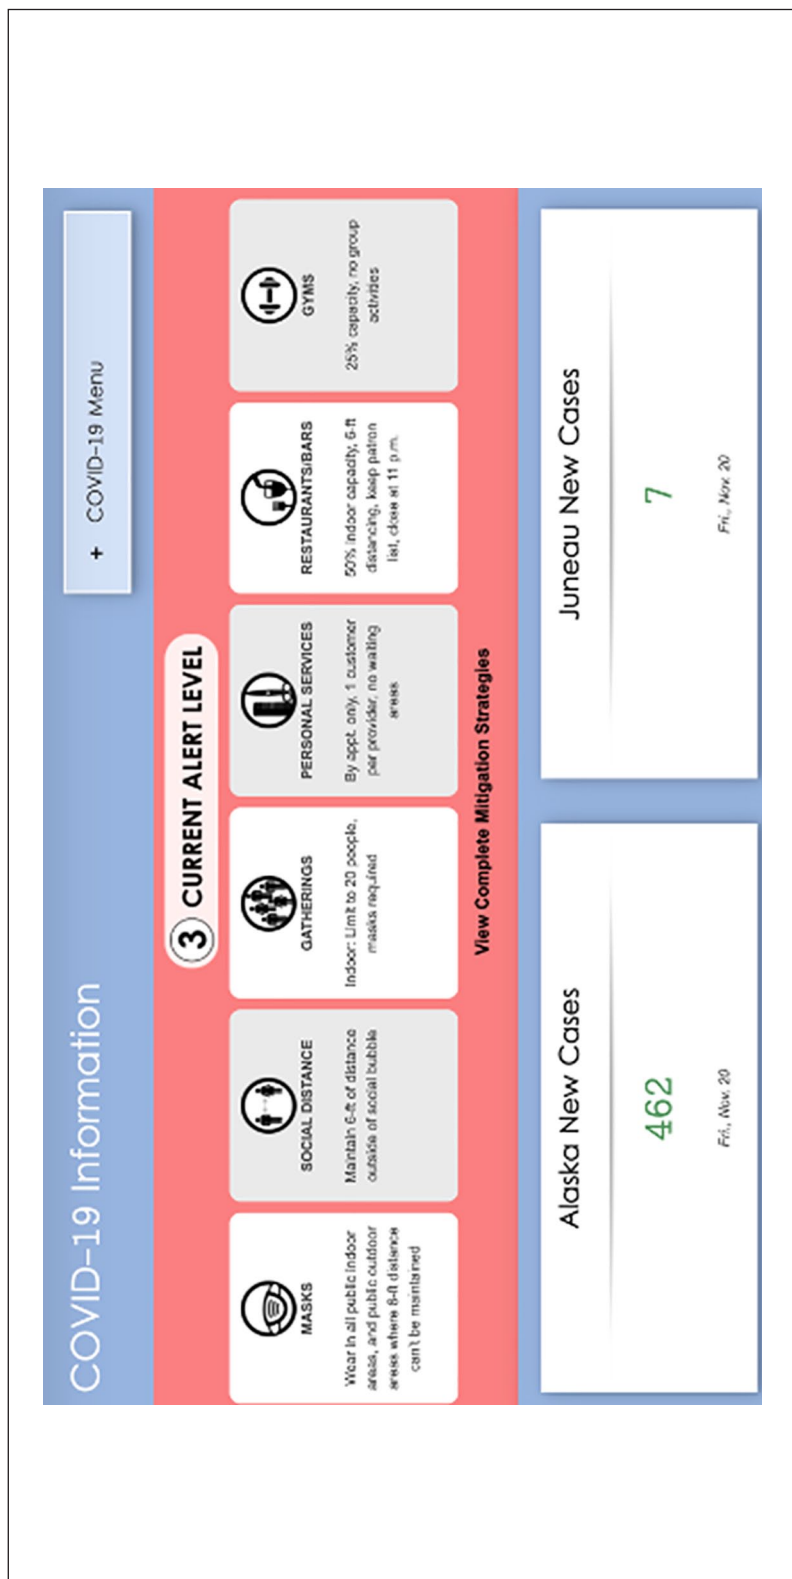 COVID-19 Information
+ COVID-19 Menu
3 CURRENT ALERT LEVEL
MASKS
Wear in all public indoor
areas, and public outdoor
areas where 6-ft distance
can't be maintained
SOCIAL DISTANCE
Maintain 6-ft of distance
outside of social bubble
GATHERINGS
Indoor: Limit to 20 people,
masks required
PERSONAL SERVICES
By appt. only, 1 customer
per provider, no waiting
areas
RESTAURANTS/BARS
50% indoor capacity, 6-ft
distancing, keep patron
list, close at 11 p.m.
GYMS
25% capacity, no group
activities
View Complete Mitigation Strategies
Alaska New Cases
462
Fri., Nov. 20
Juneau New Cases
7
Fri., Nov. 20